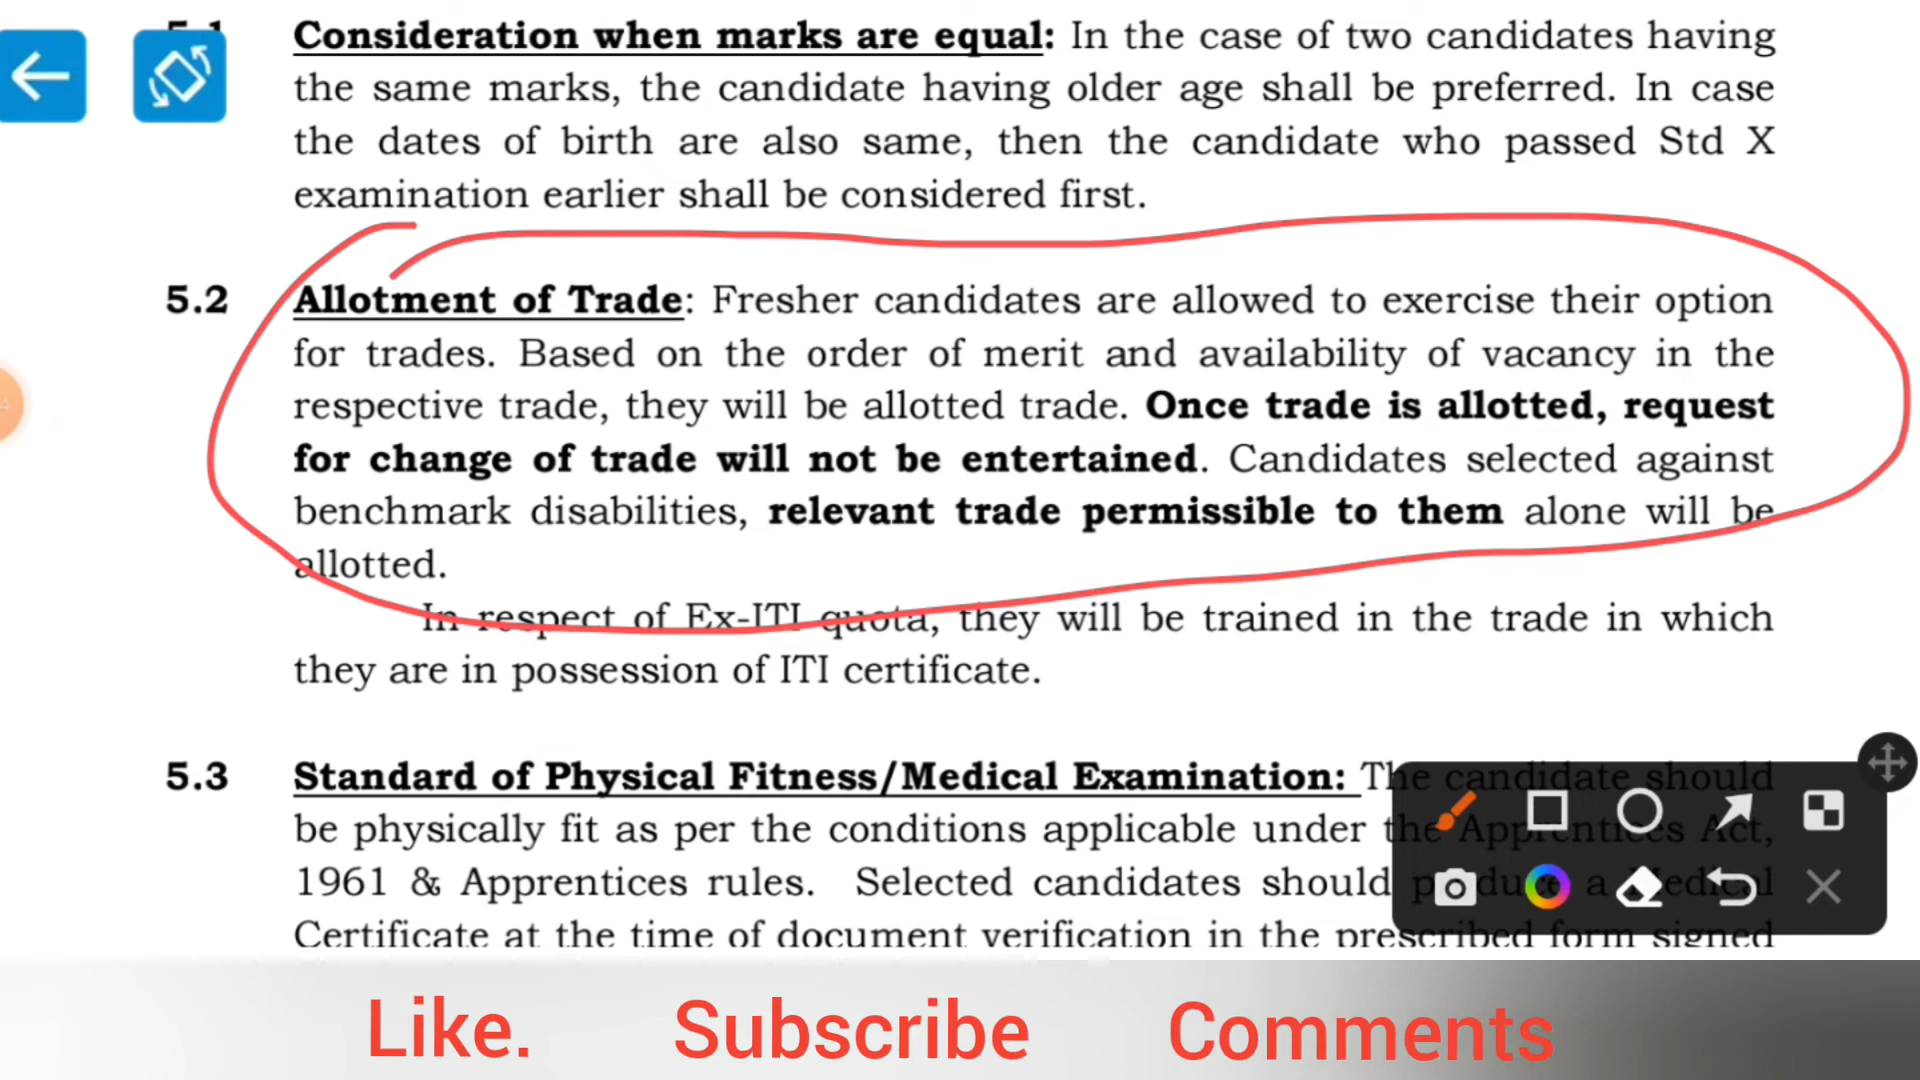 5.1 Consideration when marks are equal: In the case of two candidates having
the same marks, the candidate having older age shall be preferred. In case
the dates of birth are also same, then the candidate who passed Std X
examination earlier shall be considered first.
5.2 Allotment of Trade: Fresher candidates are allowed to exercise their option
for trades. Based on the order of merit and availability of vacancy in the
respective trade, they will be allotted trade. Once trade is allotted, request
for change of trade will not be entertained. Candidates selected against
benchmark disabilities, relevant trade permissible to them alone will be
allotted.
In respect of Ex-ITI quota, they will be trained in the trade in which
they are in possession of ITI certificate.
5.3 Standard of Physical Fitness/Medical Examination: The candidate should
be physically fit as per the conditions applicable under the Apprentices Act,
1961 & Apprentices rules. Selected candidates should produce a Medical
Certificate at the time of document verification in the prescribed form signed
Like. Subscribe Comments